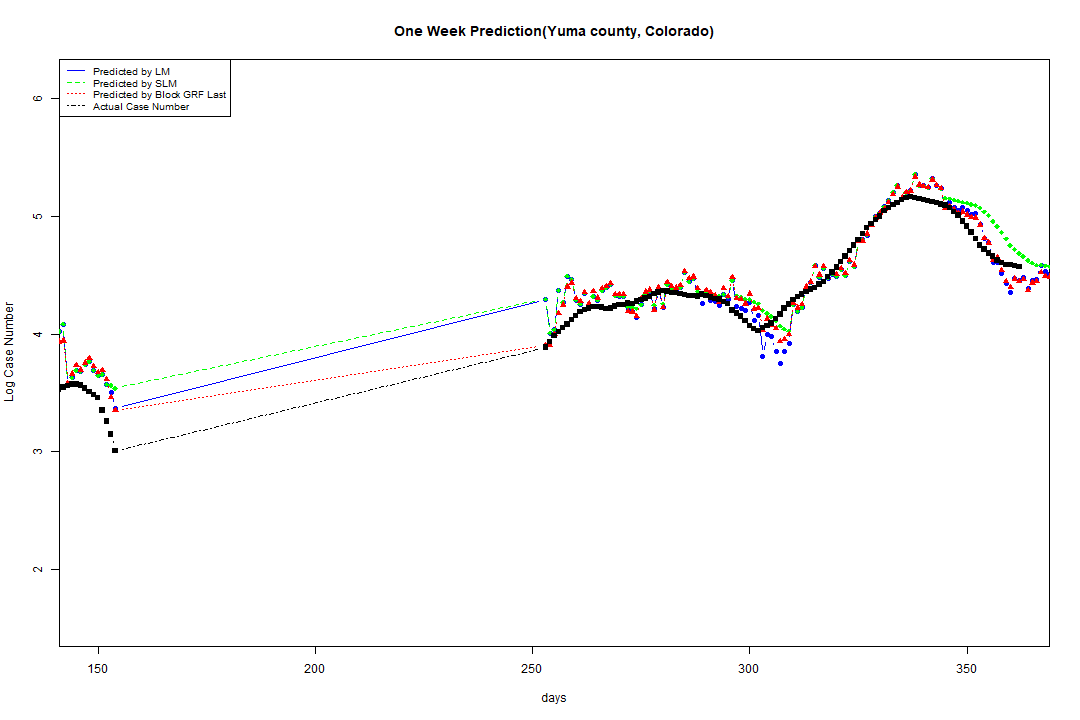 One Week Prediction(Yuma county, Colorado)
Predicted by LM
Predicted by SLM
Predicted by Block GRF Last
Actual Case Number
6
5
4
3
2
Log Case Number
150 200 250 300 350
days